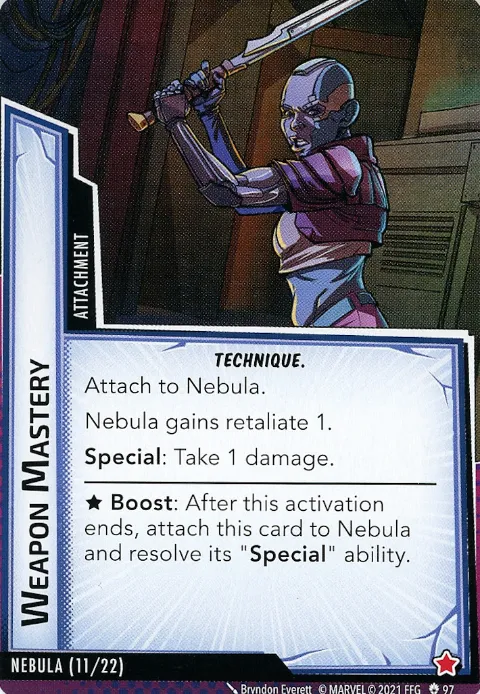 ATTACHMENT
WEAPON MASTERY
TECHNIQUE.
Attach to Nebula.
Nebula gains retaliate 1.
Special: Take 1 damage.
★ Boost: After this activation
ends, attach this card to Nebula
and resolve its "Special" ability.
NEBULA (11/22)
Bryndon Everett © MARVEL © 2021 FFG 97